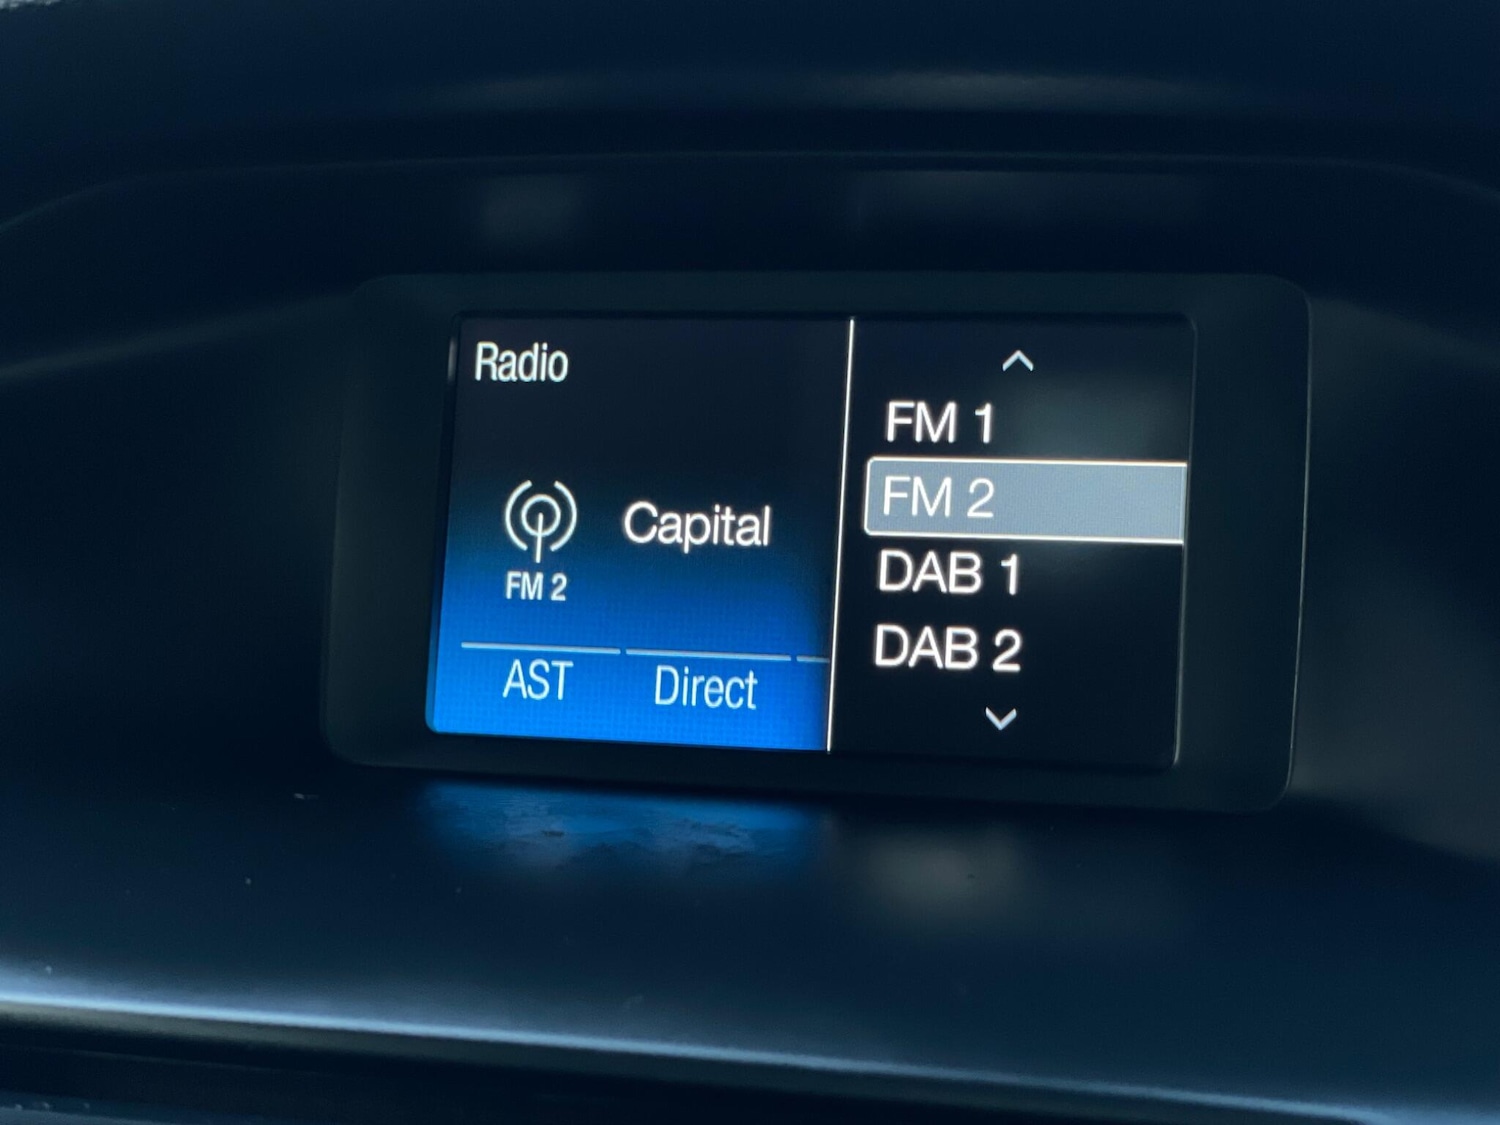 Radio
Capital
FM 2
AST Direct
FM 1
FM 2
DAB 1
DAB 2